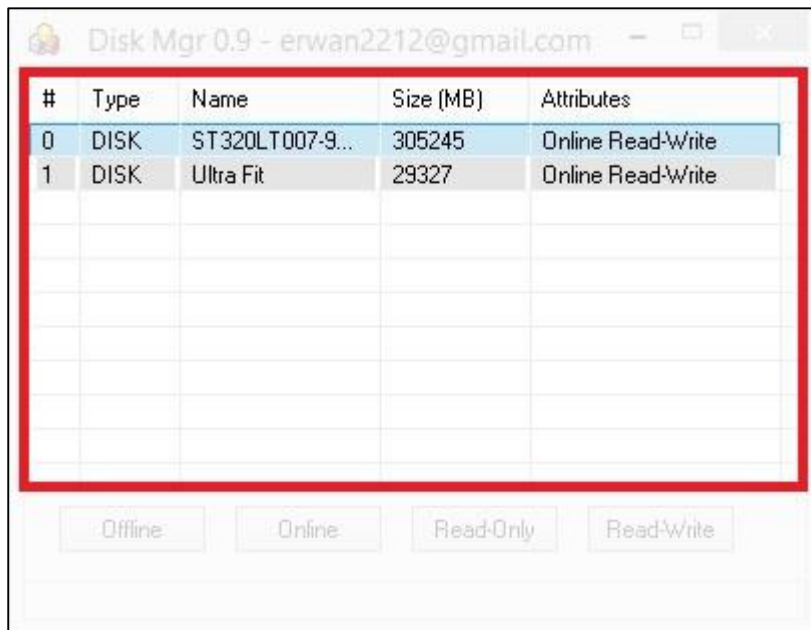 Disk Mgr 0.9 - erwan2212@gmail.com
# Type Name Size (MB) Attributes
0 DISK ST320LT007-9... 305245 Online Read-Write
1 DISK Ultra Fit 29327 Online Read-Write
Offline Online Read-Only Read-Write